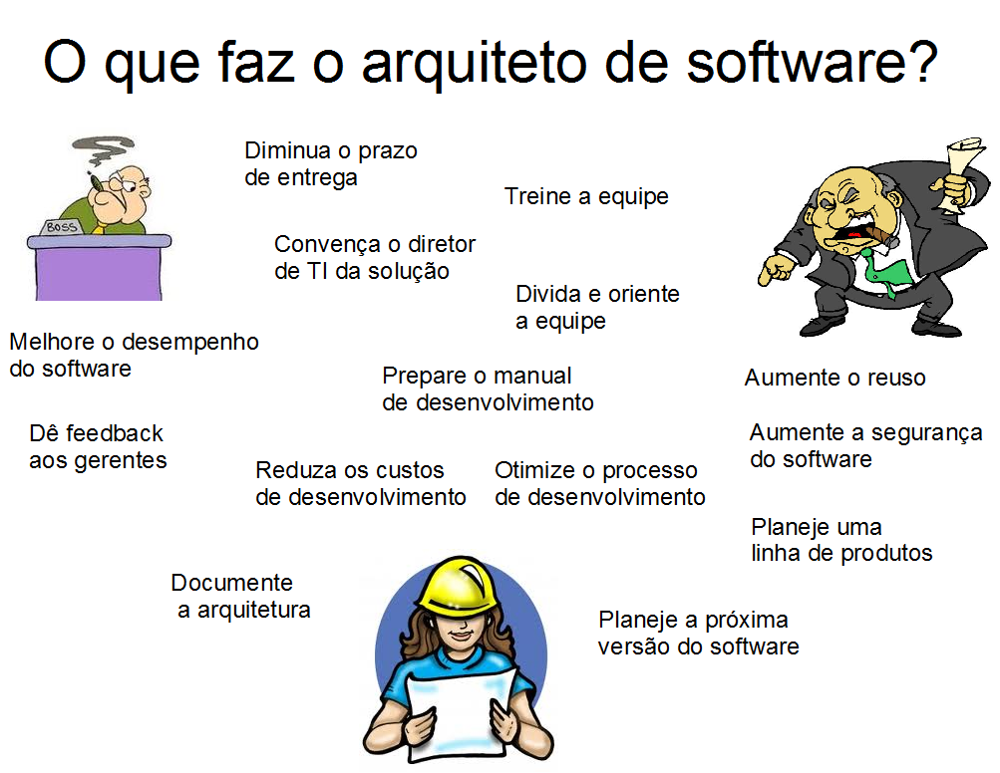 O que faz o arquiteto de software?
Diminua o prazo
de entrega
Treine a equipe
BOSS
Convença o diretor
de TI da solução
Divida e oriente
a equipe
Melhore o desempenho
do software
Prepare o manual
de desenvolvimento
Aumente o reuso
Dê feedback
aos gerentes
Aumente a segurança
do software
Reduza os custos
de desenvolvimento
Otimize o processo
de desenvolvimento
Planeje uma
linha de produtos
Documente
a arquitetura
Planeje a próxima
versão do software